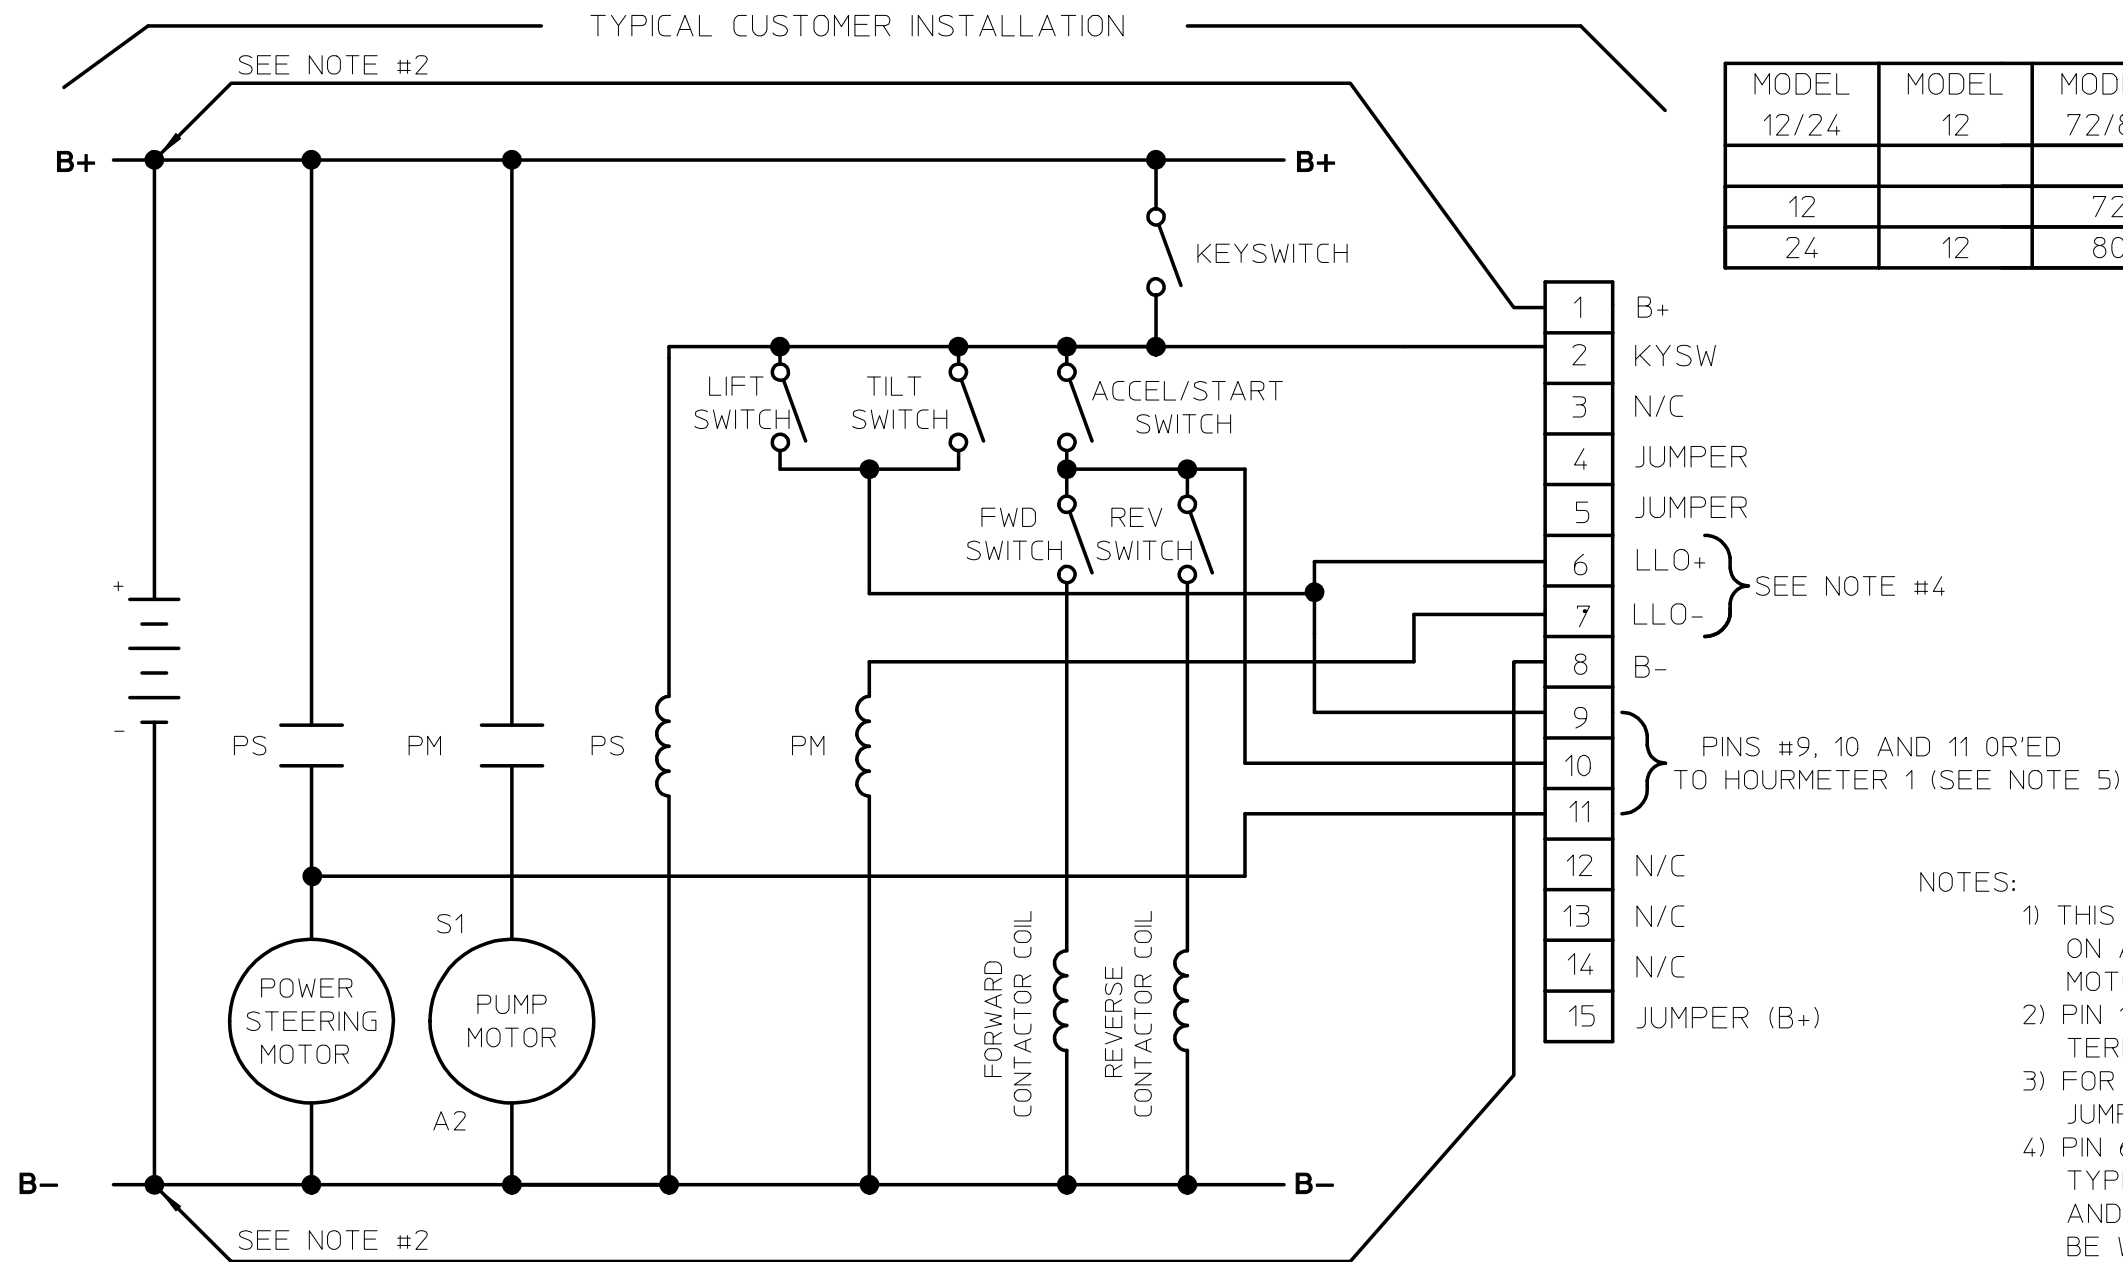 TYPICAL CUSTOMER INSTALLATION
SEE NOTE #2
MODEL
12/24
MODEL
12
12
24
12
B+
B+
KEYSWITCH
LIFT
SWITCH
TILT
SWITCH
ACCEL/START
SWITCH
FWD
SWITCH
REV
SWITCH
1 B+
2 KYSW
3 N/C
4 JUMPER
5 JUMPER
6 LLO+
7 LLO-
SEE NOTE #4
8 B-
9
10
11
PINS #9, 10 AND 11 OR'ED
TO HOURMETER 1 (SEE NOTE 5)
12 N/C
13 N/C
14 N/C
15 JUMPER (B+)
+
-
PS
PM
PS
PM
S1
POWER
STEERING
MOTOR
PUMP
MOTOR
A2
FORWARD
CONTACTOR COIL
REVERSE
CONTACTOR COIL
B-
B-
SEE NOTE #2
NOTES:
1) THIS
ON
2) PIN
3) FOR
4) PIN
AND
BE